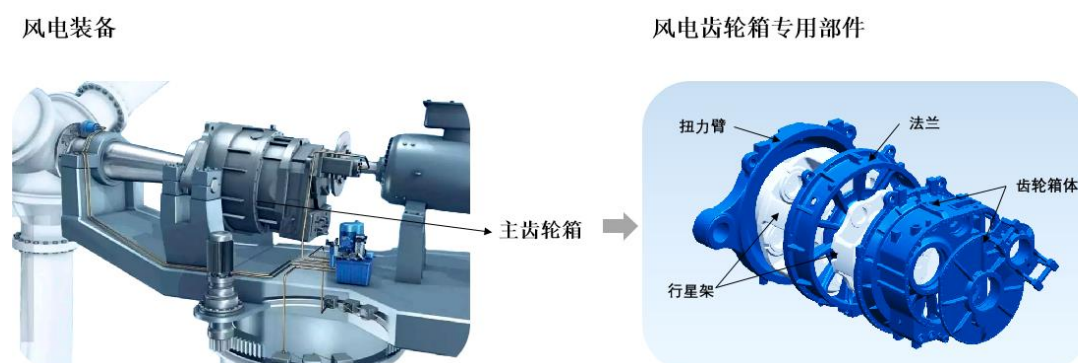 风电装备
风电齿轮箱专用部件
主齿轮箱
扭力臂
法兰
齿轮箱体
行星架